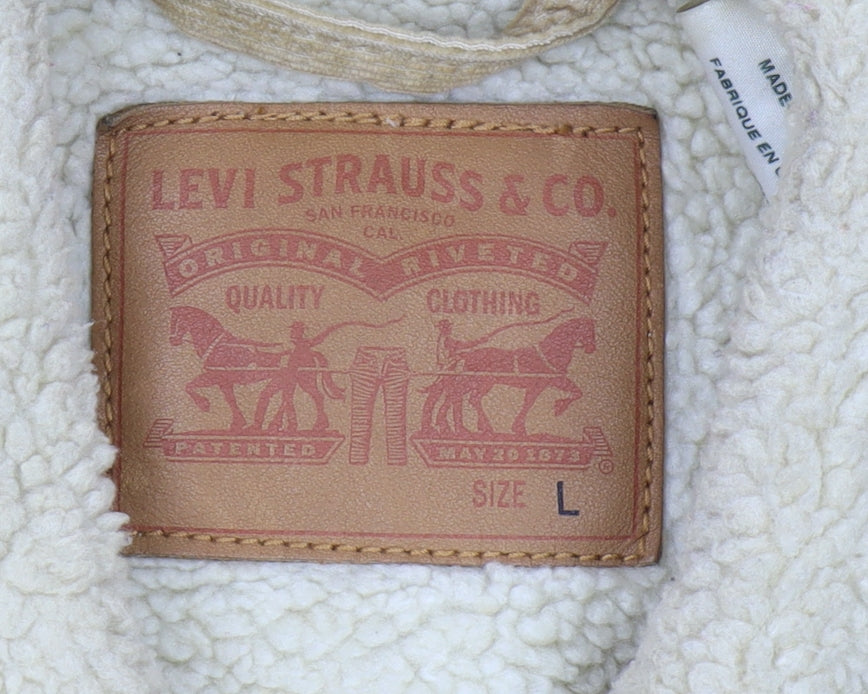 LEVI STRAUSS & CO.
SAN FRANCISCO
CAL.
ORIGINAL RIVETED
QUALITY CLOTHING
PATENTED MAY 20 1873
SIZE L
MADE
FABRIQUE EN